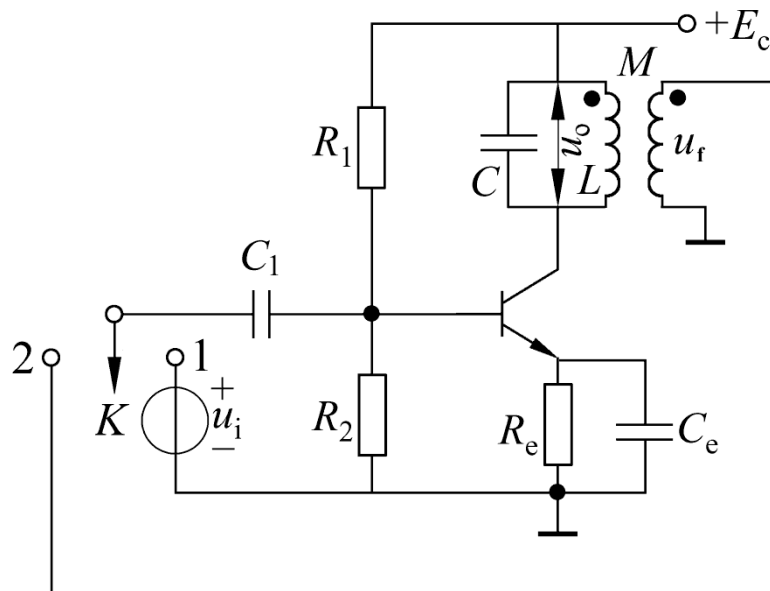 +E_c
M
R_1
C
u_o
L
u_f
C_1
2
1
K
+
u_i
−
R_2
R_e
C_e